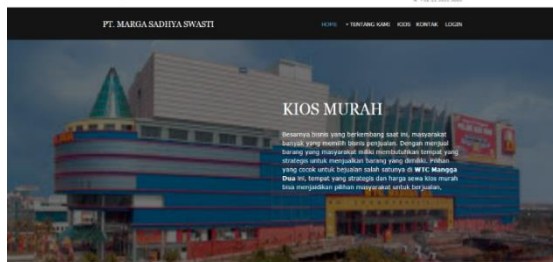 PT. MARGA SADHYA SWASTI
HOME TENTANG KAMI KIOS KONTAK LOGIN
KIOS MURAH
Besarnya bisnis yang berkembang saat ini, masyarakat
banyak yang memilih bisnis penjualan. Dengan menjual
barang yang masyarakat miliki membutuhkan tempat yang
strategis untuk menjualkan barang yang dimiliki. Pilihan
yang cocok untuk berjualan salah satunya di WTC Mangga
Dua ini, tempat yang strategis dan harga sewa kios murah
bisa menjadikan pilihan masyarakat untuk berjualan,